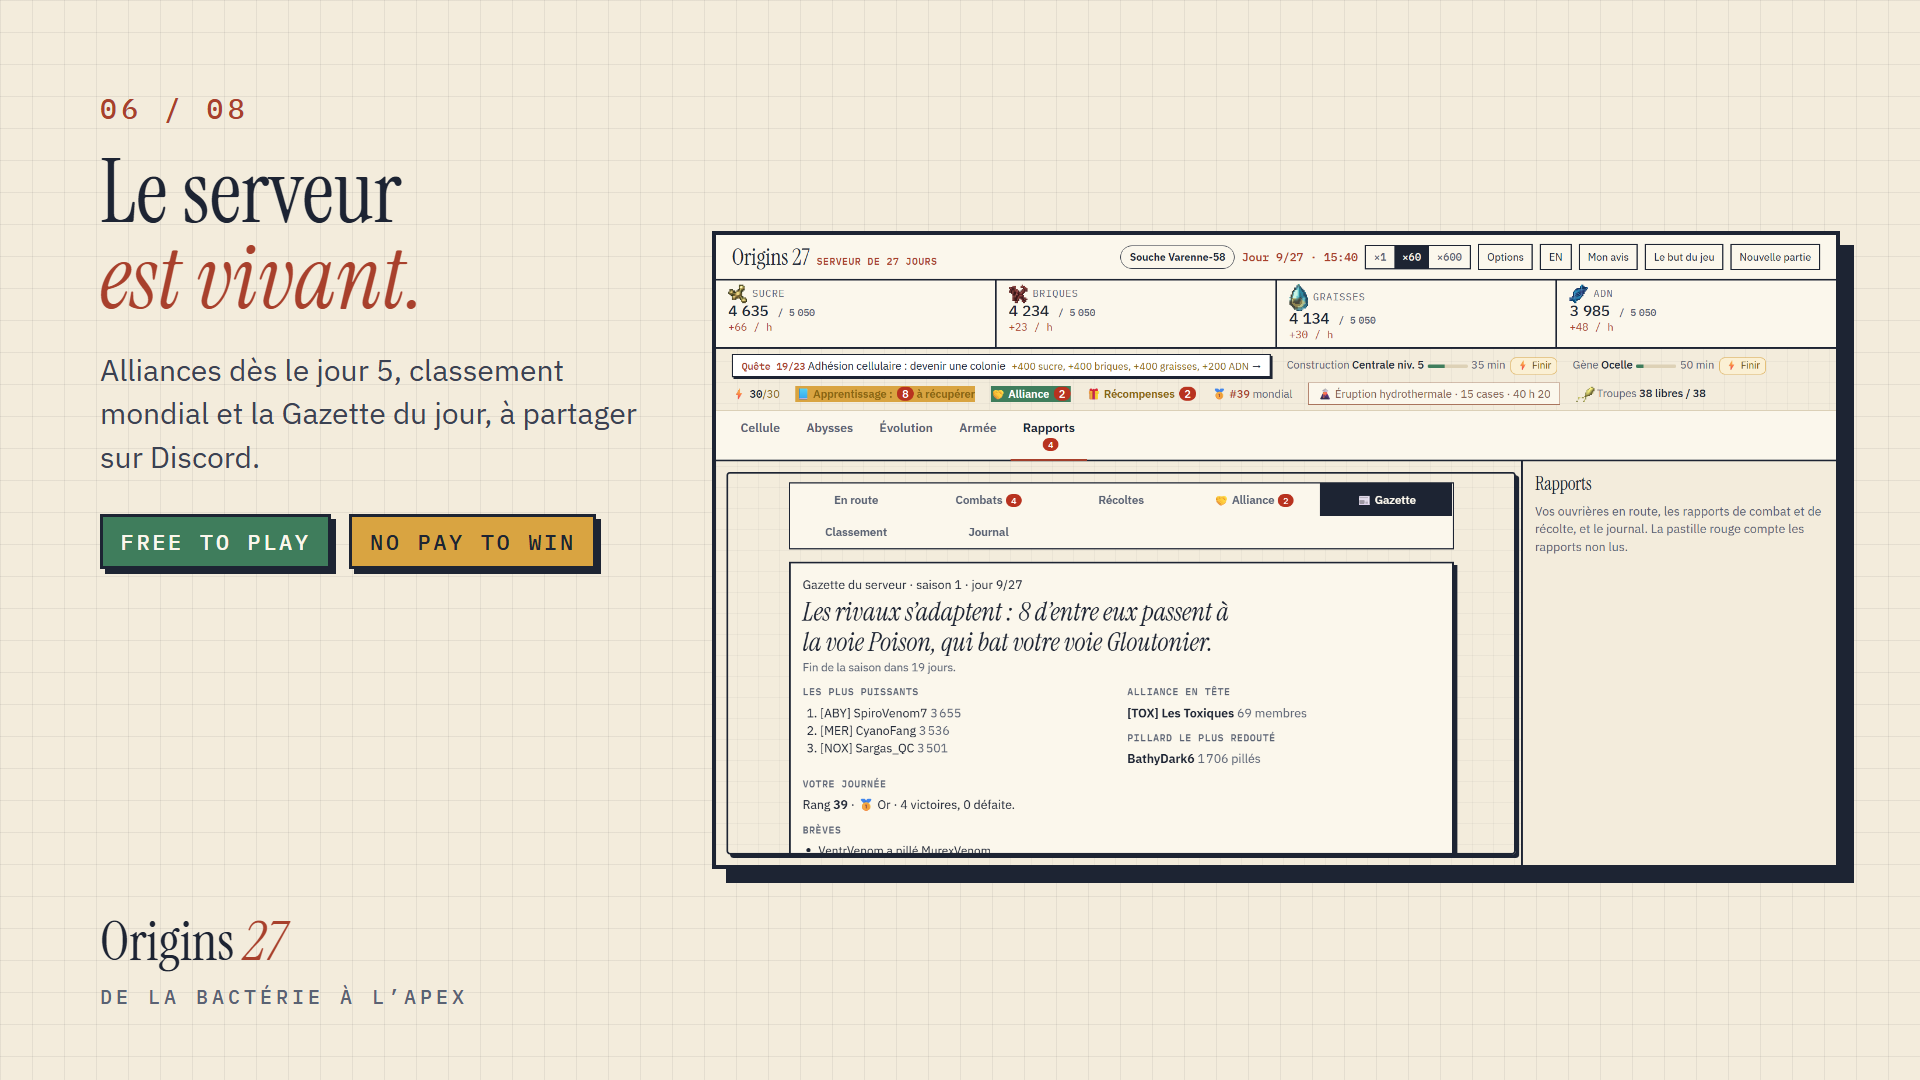 06 / 08
Le serveur
est vivant.
Alliances dès le jour 5, classement
mondial et la Gazette du jour, à partager
sur Discord.
FREE TO PLAY
NO PAY TO WIN
Origins 27
DE LA BACTÉRIE À L’APEX
Origins 27 SERVEUR DE 27 JOURS
Souche Varenne-58
Jour 9/27 · 15:40
×1 ×60 ×600
Options
EN
Mon avis
Le but du jeu
Nouvelle partie
SUCRE
4 635 / 5 050
+66 / h
BRIQUES
4 234 / 5 050
+23 / h
GRAISSES
4 134 / 5 050
+30 / h
ADN
3 985 / 5 050
+48 / h
Quête 19/23 Adhésion cellulaire : devenir une colonie +400 sucre, +400 briques, +400 graisses, +200 ADN →
Construction Centrale niv. 5 35 min Finir
Gène Ocelle 50 min Finir
30/30
Apprentissage : 8 à récupérer
Alliance 2
Récompenses 2
#39 mondial
Éruption hydrothermale · 15 cases · 40 h 20
Troupes 38 libres / 38
Cellule Abysses Évolution Armée Rapports
4
En route Combats 4 Récoltes Alliance 2 Gazette
Classement Journal
Gazette du serveur · saison 1 · jour 9/27
Les rivaux s’adaptent : 8 d’entre eux passent à
la voie Poison, qui bat votre voie Gloutonier.
Fin de la saison dans 19 jours.
LES PLUS PUISSANTS
1. [ABY] SpiroVenom7 3 655
2. [MER] CyanoFang 3 536
3. [NOX] Sargas_QC 3 501
ALLIANCE EN TÊTE
[TOX] Les Toxiques 69 membres
PILLARD LE PLUS REDOUTÉ
BathyDark6 1 706 pillés
VOTRE JOURNÉE
Rang 39 · Or · 4 victoires, 0 défaite.
BRÈVES
• VentrVenom a pillé MurexVenom
Rapports
Vos ouvrières en route, les rapports de combat et de
récolte, et le journal. La pastille rouge compte les
rapports non lus.